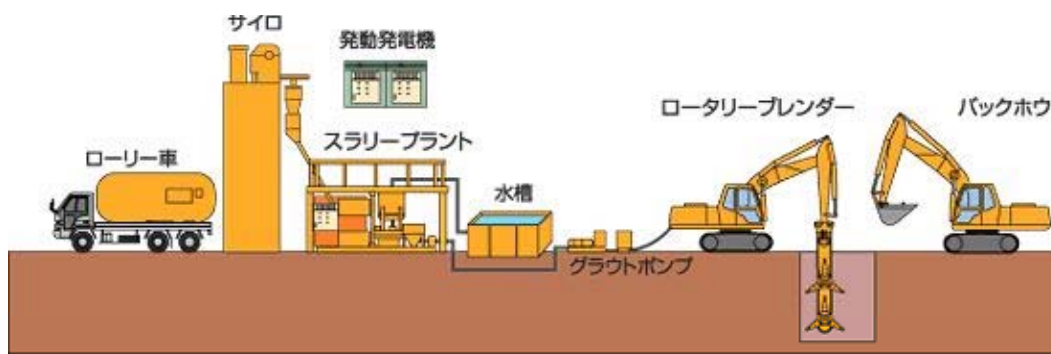 サイロ
発動発電機
ロータリーブレンダー
バックホウ
スラリープラント
ローリー車
水槽
グラウトポンプ